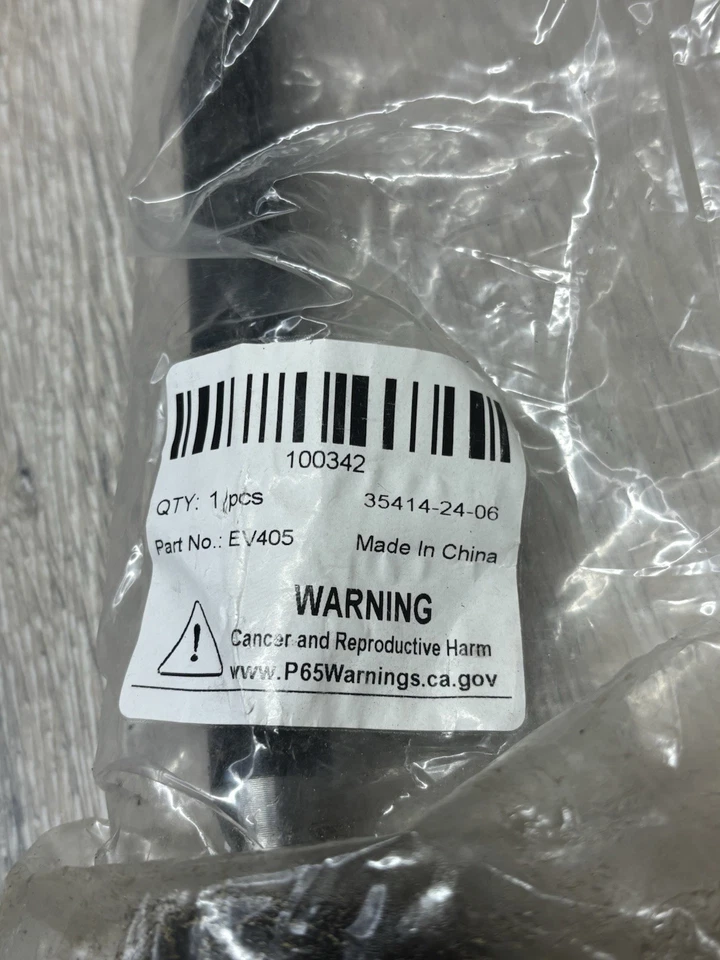 100342
QTY: 1/pcs 35414-24-06
Part No.: EV405 Made In China
WARNING
! Cancer and Reproductive Harm
www.P65Warnings.ca.gov